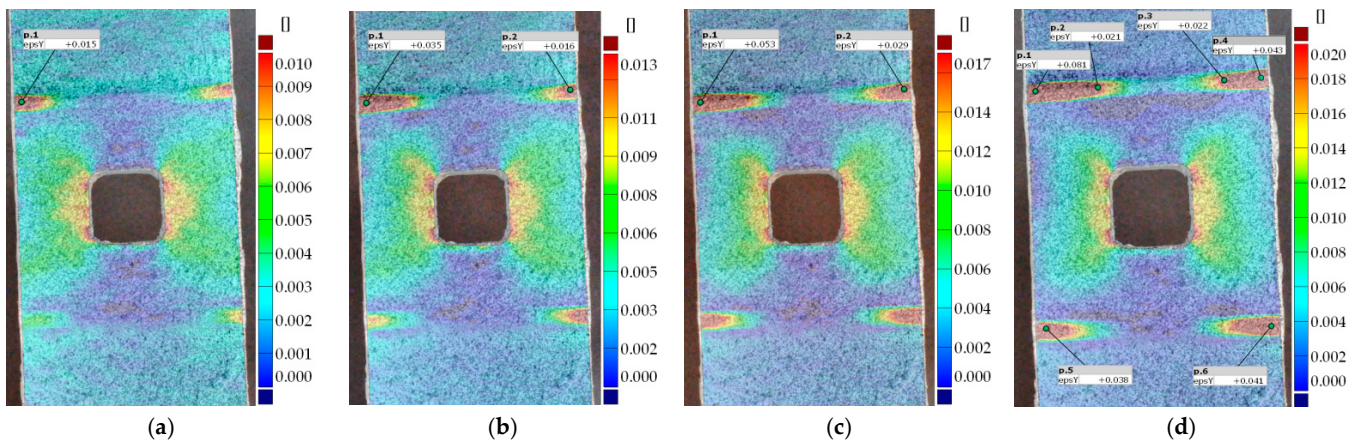 []
p.1
epsY +0.015
0.010
0.009
0.008
0.007
0.006
0.005
0.004
0.003
0.002
0.001
0.000
(a)
[]
p.1
epsY +0.035
p.2
epsY +0.016
0.013
0.011
0.009
0.008
0.006
0.005
0.003
0.002
0.000
(b)
[]
p.1
epsY +0.053
p.2
epsY +0.029
0.017
0.014
0.012
0.010
0.007
0.005
0.002
0.000
(c)
[]
p.1
epsY +0.081
p.2
epsY +0.021
p.3
epsY +0.022
p.4
epsY +0.043
p.5
epsY +0.038
p.6
epsY +0.041
0.020
0.018
0.016
0.014
0.012
0.010
0.008
0.006
0.004
0.002
0.000
(d)